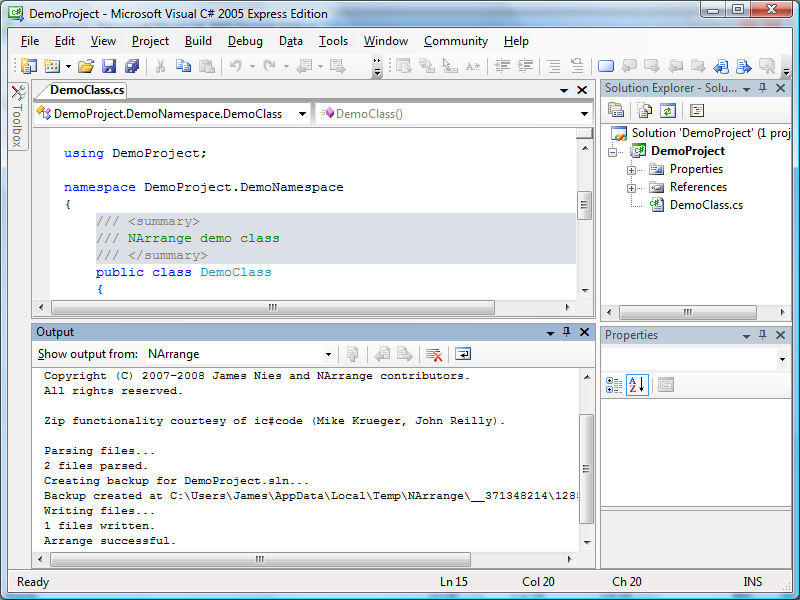 DemoProject - Microsoft Visual C# 2005 Express Edition
File Edit View Project Build Debug Data Tools Window Community Help
Toolbox
DemoClass.cs
DemoProject.DemoNamespace.DemoClass
DemoClass()
using DemoProject;
namespace DemoProject.DemoNamespace
{
/// <summary>
/// NArrange demo class
/// </summary>
public class DemoClass
{
Solution Explorer - Solu...
Solution 'DemoProject' (1 proj
DemoProject
Properties
References
DemoClass.cs
Output
Show output from: NArrange
Copyright (C) 2007-2008 James Nies and NArrange contributors.
All rights reserved.
Zip functionality courtesy of ic#code (Mike Krueger, John Reilly).
Parsing files...
2 files parsed.
Creating backup for DemoProject.sln...
Backup created at C:\Users\James\AppData\Local\Temp\NArrange\__371348214\1285
Writing files...
1 files written.
Arrange successful.
Properties
Ready
Ln 15
Col 20
Ch 20
INS